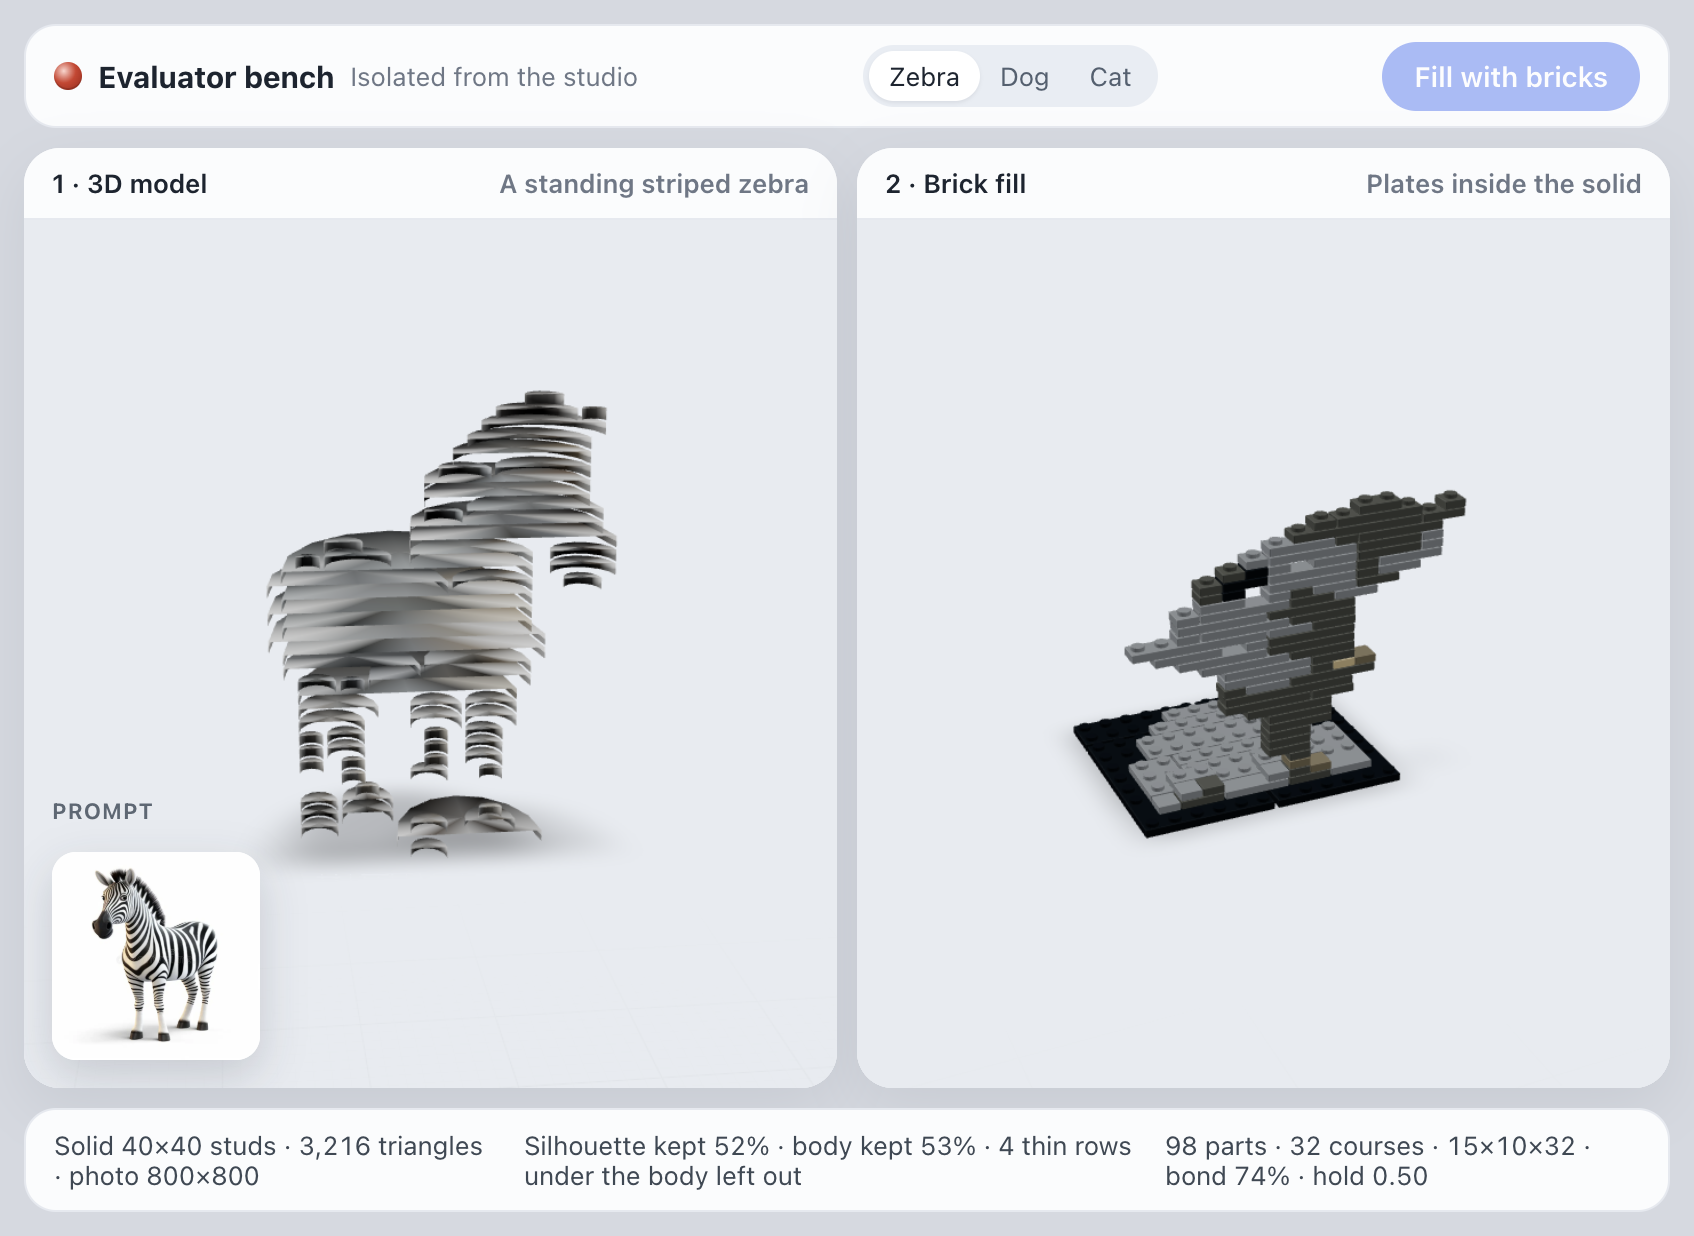 Evaluator bench Isolated from the studio
Zebra Dog Cat
Fill with bricks
1 · 3D model
A standing striped zebra
2 · Brick fill
Plates inside the solid
PROMPT
Solid 40×40 studs · 3,216 triangles
· photo 800×800
Silhouette kept 52% · body kept 53% · 4 thin rows
under the body left out
98 parts · 32 courses · 15×10×32 ·
bond 74% · hold 0.50